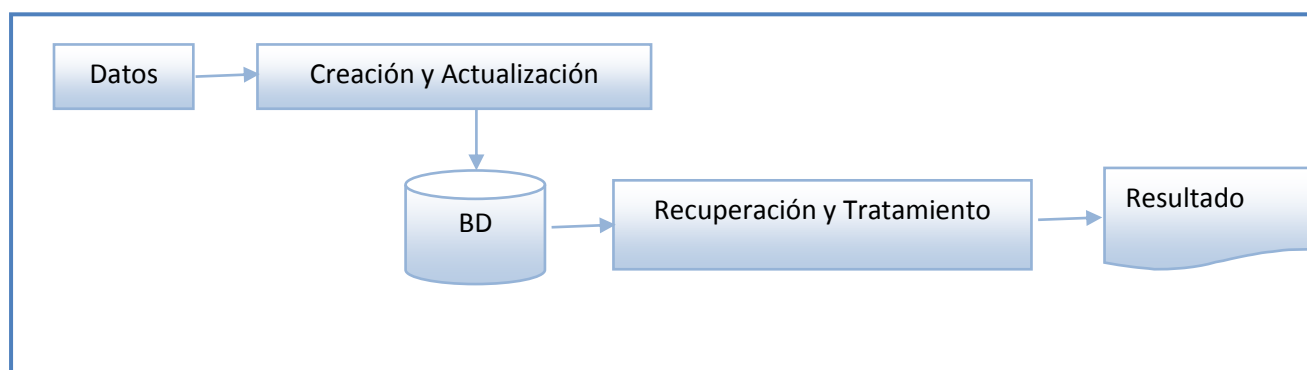 Datos
Creación y Actualización
BD
Recuperación y Tratamiento
Resultado